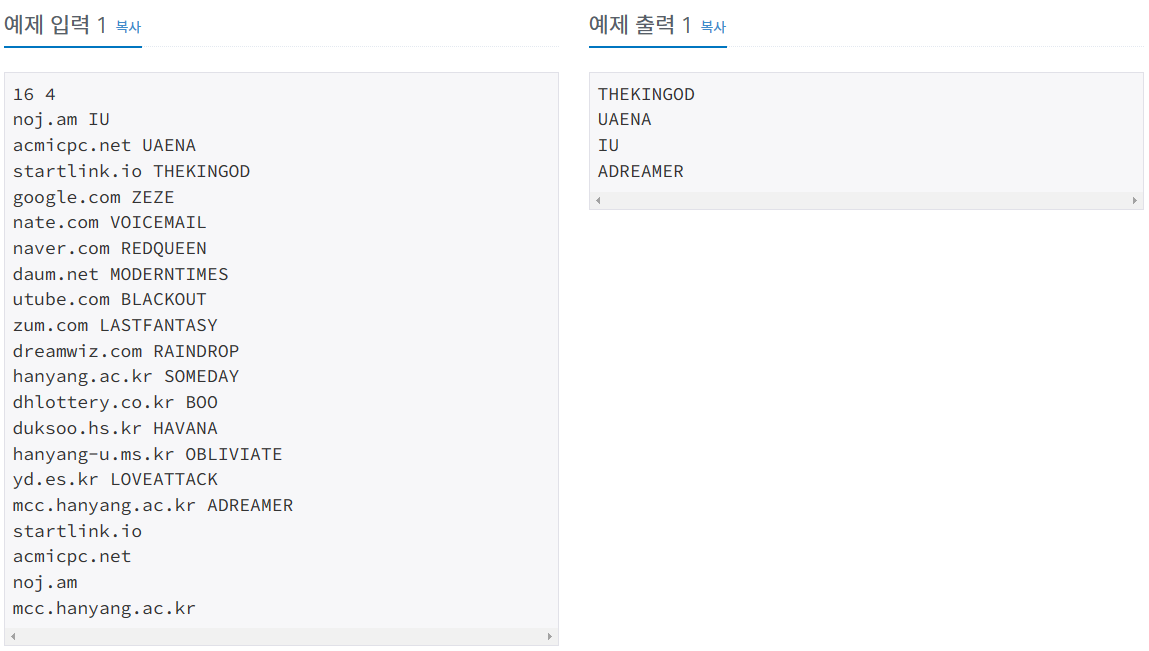 예제 입력 1 복사
16 4
noj.am IU
acmicpc.net UAENA
startlink.io THEKINGOD
google.com ZEZE
nate.com VOICEMAIL
naver.com REDQUEEN
daum.net MODERNTIMES
utube.com BLACKOUT
zum.com LASTFANTASY
dreamwiz.com RAINDROP
hanyang.ac.kr SOMEDAY
dhlottery.co.kr BOO
duksoo.hs.kr HAVANA
hanyang-u.ms.kr OBLIVIATE
yd.es.kr LOVEATTACK
mcc.hanyang.ac.kr ADREAMER
startlink.io
acmicpc.net
noj.am
mcc.hanyang.ac.kr
예제 출력 1 복사
THEKINGOD
UAENA
IU
ADREAMER